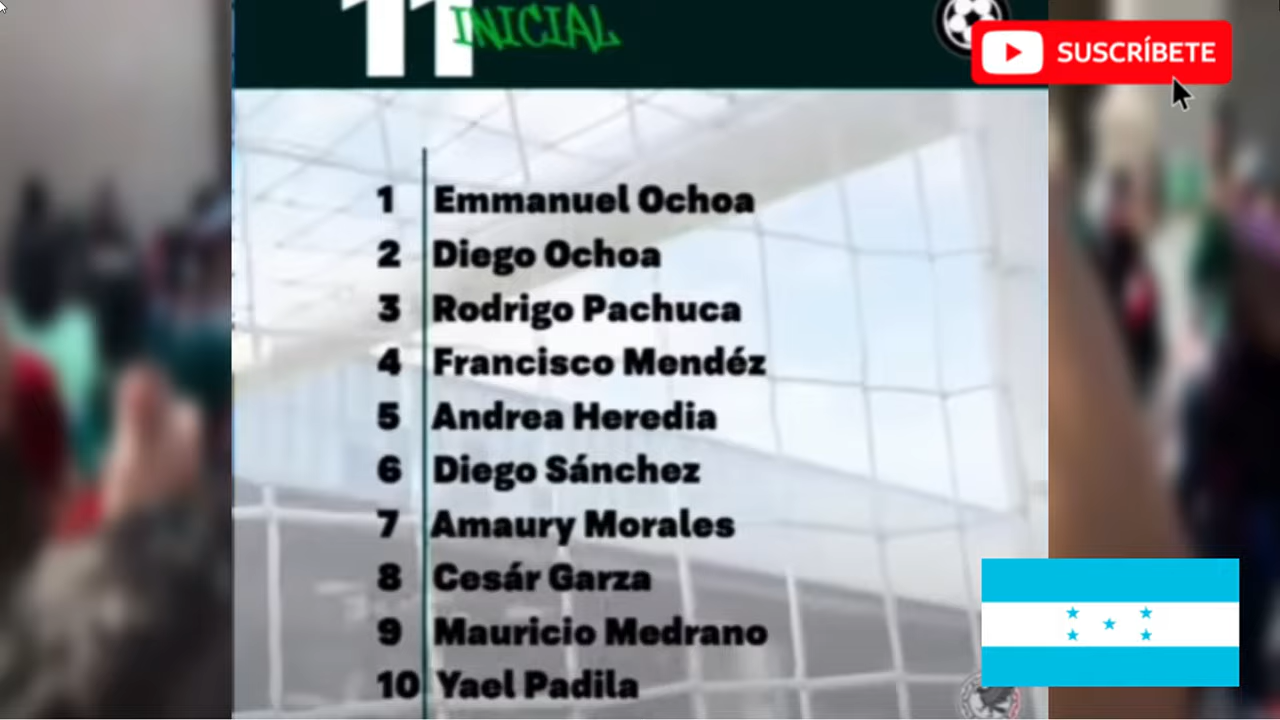 11 INICIAL
SUSCRÍBETE
1 Emmanuel Ochoa
2 Diego Ochoa
3 Rodrigo Pachuca
4 Francisco Mendéz
5 Andrea Heredia
6 Diego Sánchez
7 Amaury Morales
8 Cesár Garza
9 Mauricio Medrano
10 Yael Padila